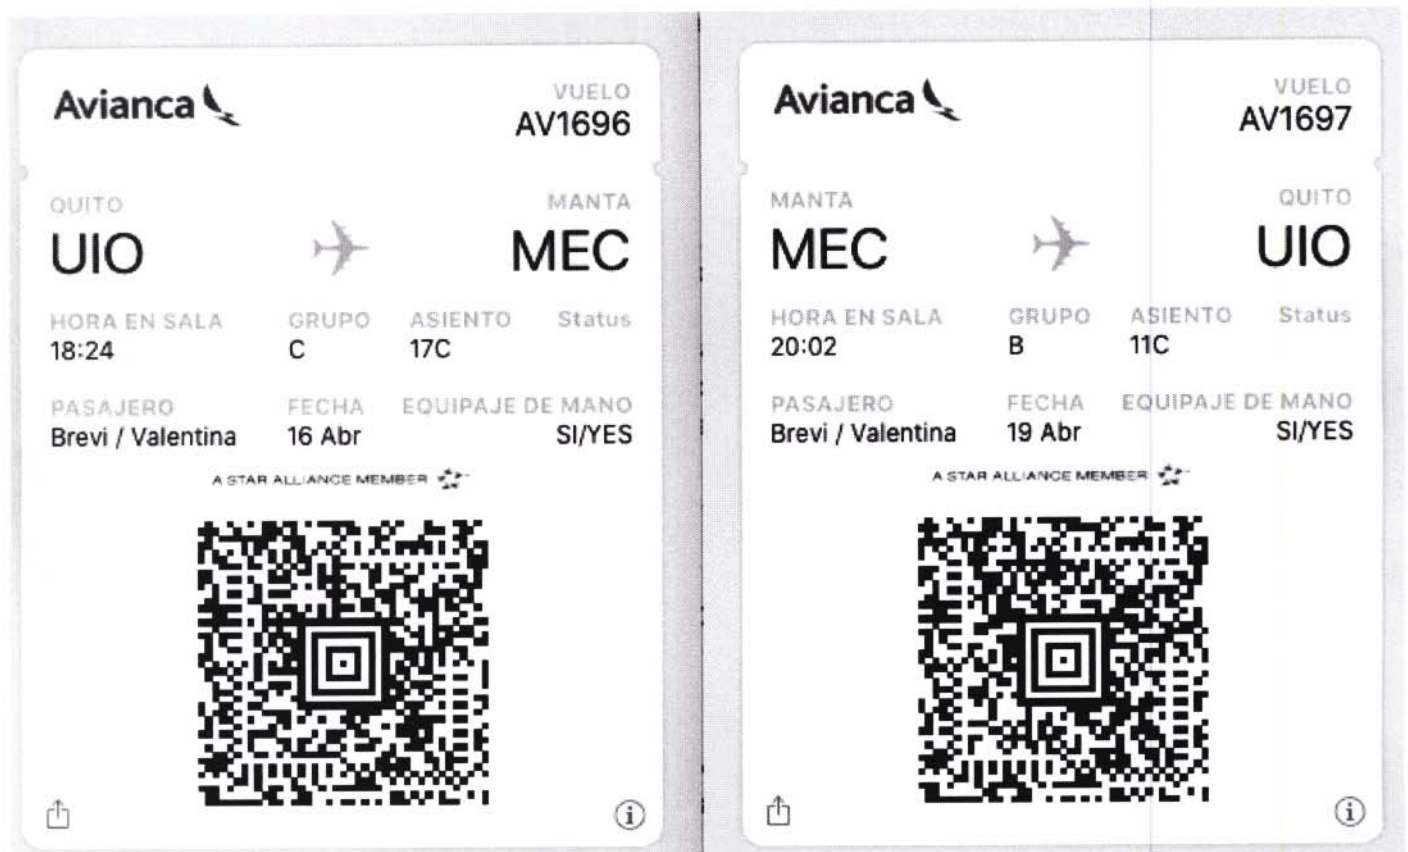 Avianca
VUELO
AV1696
QUITO
MANTA
UIO
MEC
HORA EN SALA
GRUPO
ASIENTO
Status
18:24
C
17C
PASAJERO
FECHA
EQUIPAJE DE MANO
Brevi / Valentina
16 Abr
SI/YES
A STAR ALLIANCE MEMBER
Avianca
VUELO
AV1697
MANTA
QUITO
MEC
UIO
HORA EN SALA
GRUPO
ASIENTO
Status
20:02
B
11C
PASAJERO
FECHA
EQUIPAJE DE MANO
Brevi / Valentina
19 Abr
SI/YES
A STAR ALLIANCE MEMBER